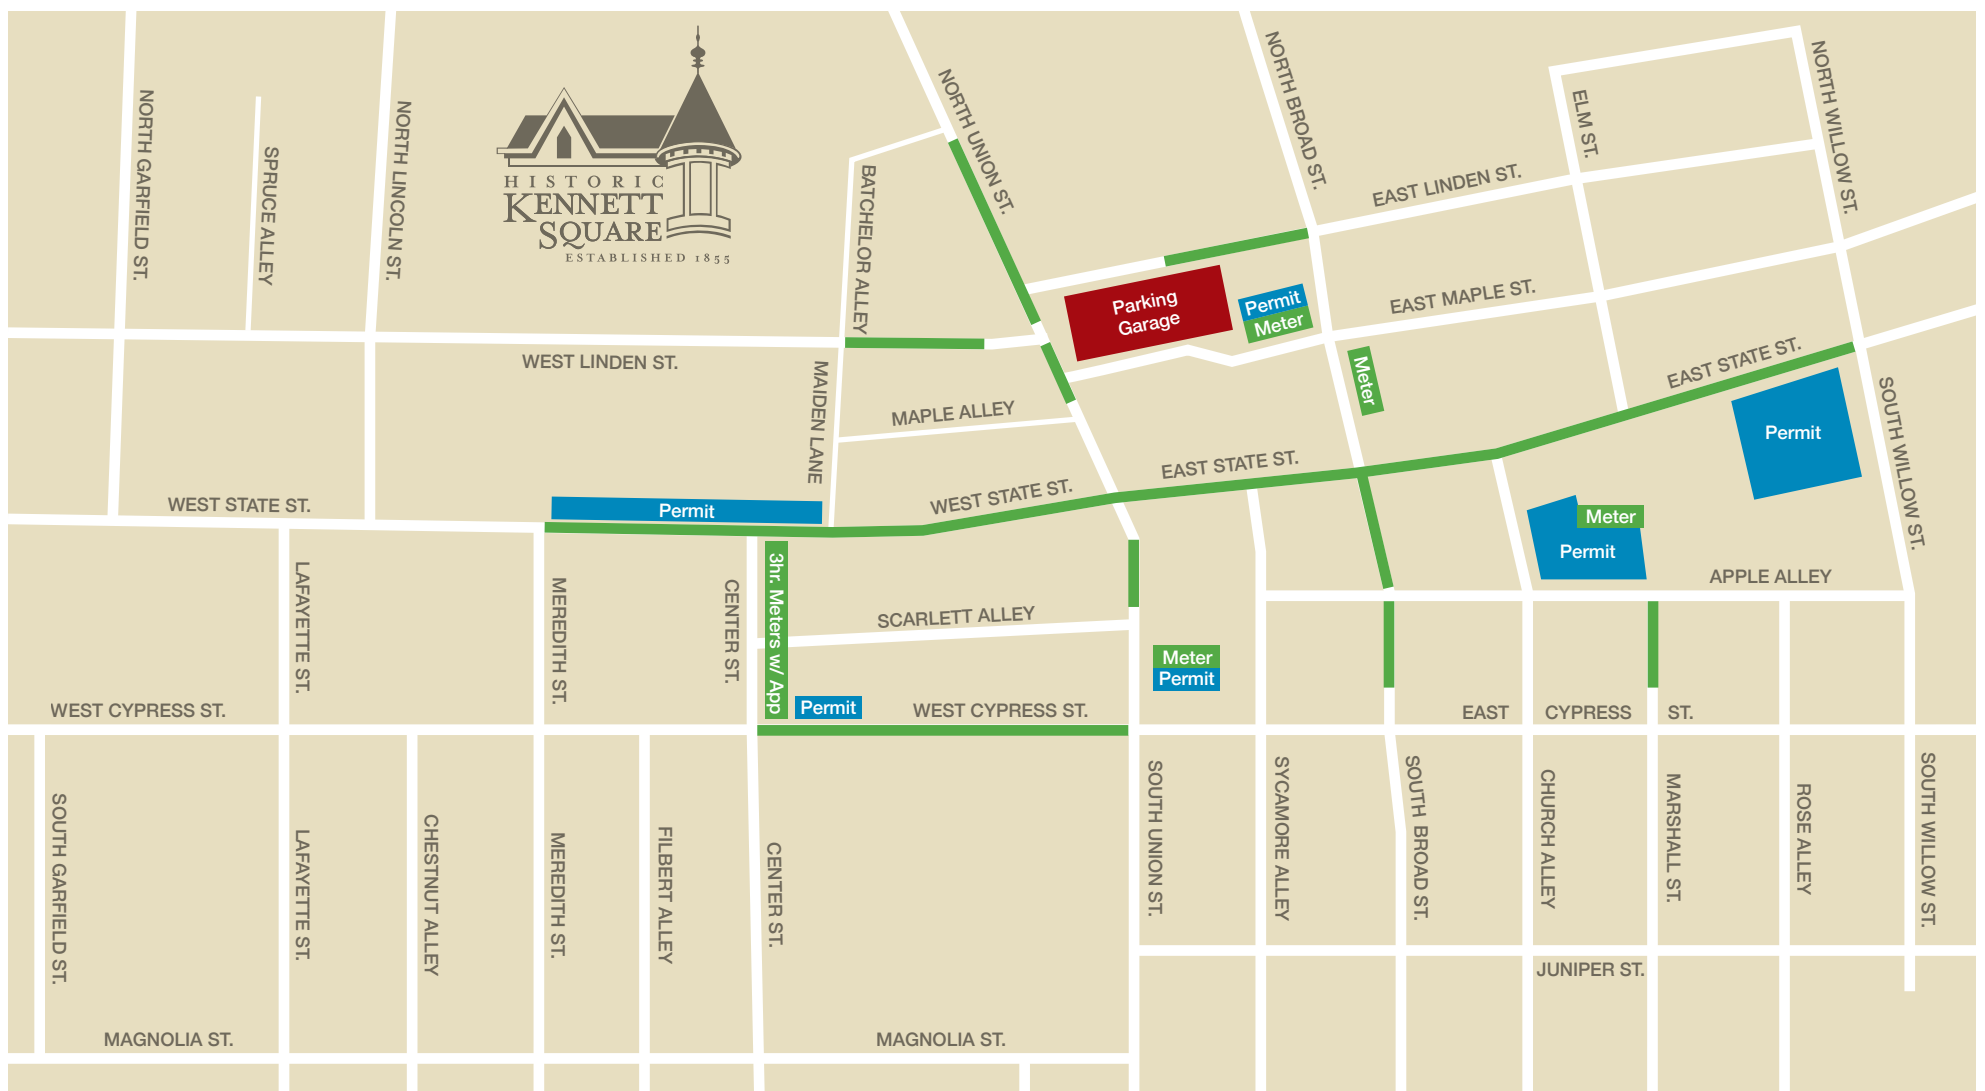 NORTH GARFIELD ST.
SPRUCE ALLEY
NORTH LINCOLN ST.
HISTORIC
KENNETT
SQUARE
ESTABLISHED 1855
BATCHELOR ALLEY
NORTH UNION ST.
NORTH BROAD ST.
EAST LINDEN ST.
ELM ST.
NORTH WILLOW ST.
Parking
Garage
Permit
Meter
EAST MAPLE ST.
WEST LINDEN ST.
MAIDEN LANE
MAPLE ALLEY
Meter
EAST STATE ST.
Permit
SOUTH WILLOW ST.
WEST STATE ST.
Permit
WEST STATE ST.
EAST STATE ST.
Meter
Permit
APPLE ALLEY
LAFAYETTE ST.
MEREDITH ST.
CENTER ST.
3hr. Meters w/ App
SCARLETT ALLEY
Meter
Permit
WEST CYPRESS ST.
Permit
WEST CYPRESS ST.
EAST CYPRESS ST.
SOUTH GARFIELD ST.
LAFAYETTE ST.
CHESTNUT ALLEY
MEREDITH ST.
FILBERT ALLEY
CENTER ST.
SOUTH UNION ST.
SYCAMORE ALLEY
SOUTH BROAD ST.
CHURCH ALLEY
MARSHALL ST.
ROSE ALLEY
SOUTH WILLOW ST.
JUNIPER ST.
MAGNOLIA ST.
MAGNOLIA ST.